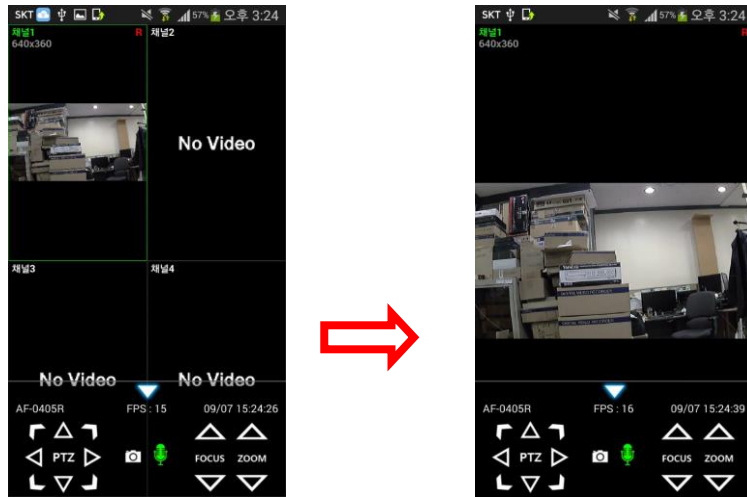 SKT 57% 오후 3:24
채널1 R 채널2
640x360
No Video
채널3 채널4
No Video No Video
AF-0405R FPS : 15 09/07 15:24:26
PTZ FOCUS ZOOM
SKT 57% 오후 3:24
채널1 R
640x360
AF-0405R FPS : 16 09/07 15:24:39
PTZ FOCUS ZOOM